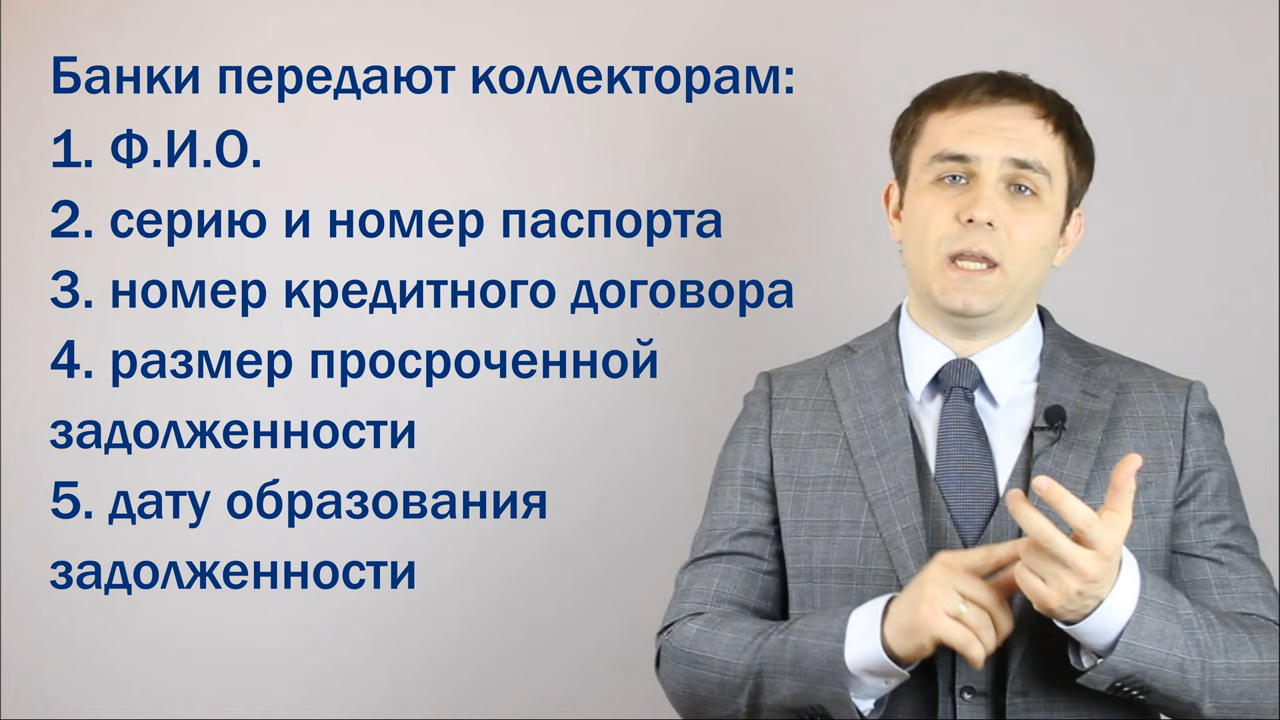 Банки передают коллекторам:
1. Ф.И.О.
2. серию и номер паспорта
3. номер кредитного договора
4. размер просроченной
задолженности
5. дату образования
задолженности